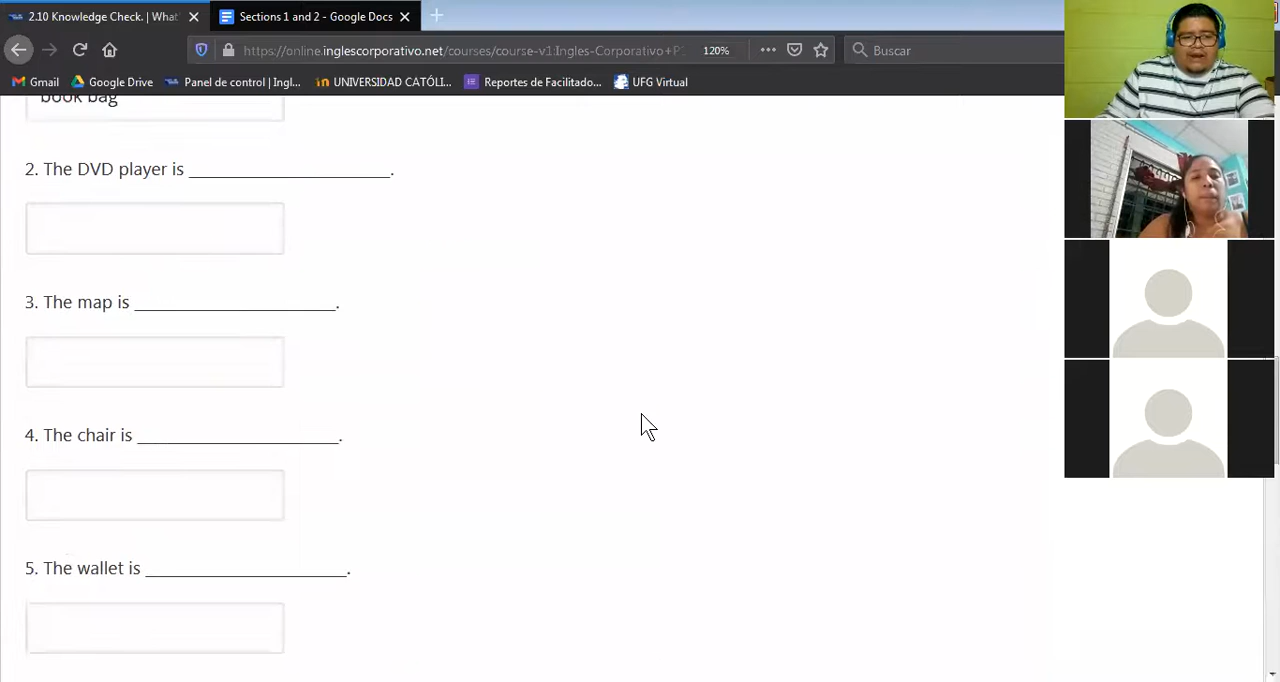 2.10 Knowledge Check. | What'
Sections 1 and 2 - Google Docs
https://online.inglescorporativo.net/courses/course-v1:Ingles-Corporativo+P
120%
Buscar
Gmail
Google Drive
Panel de control | Ingl...
UNIVERSIDAD CATÓLI...
Reportes de Facilitado...
UFG Virtual
book bag
2. The DVD player is ______________________.
3. The map is ______________________.
4. The chair is ______________________.
5. The wallet is ______________________.